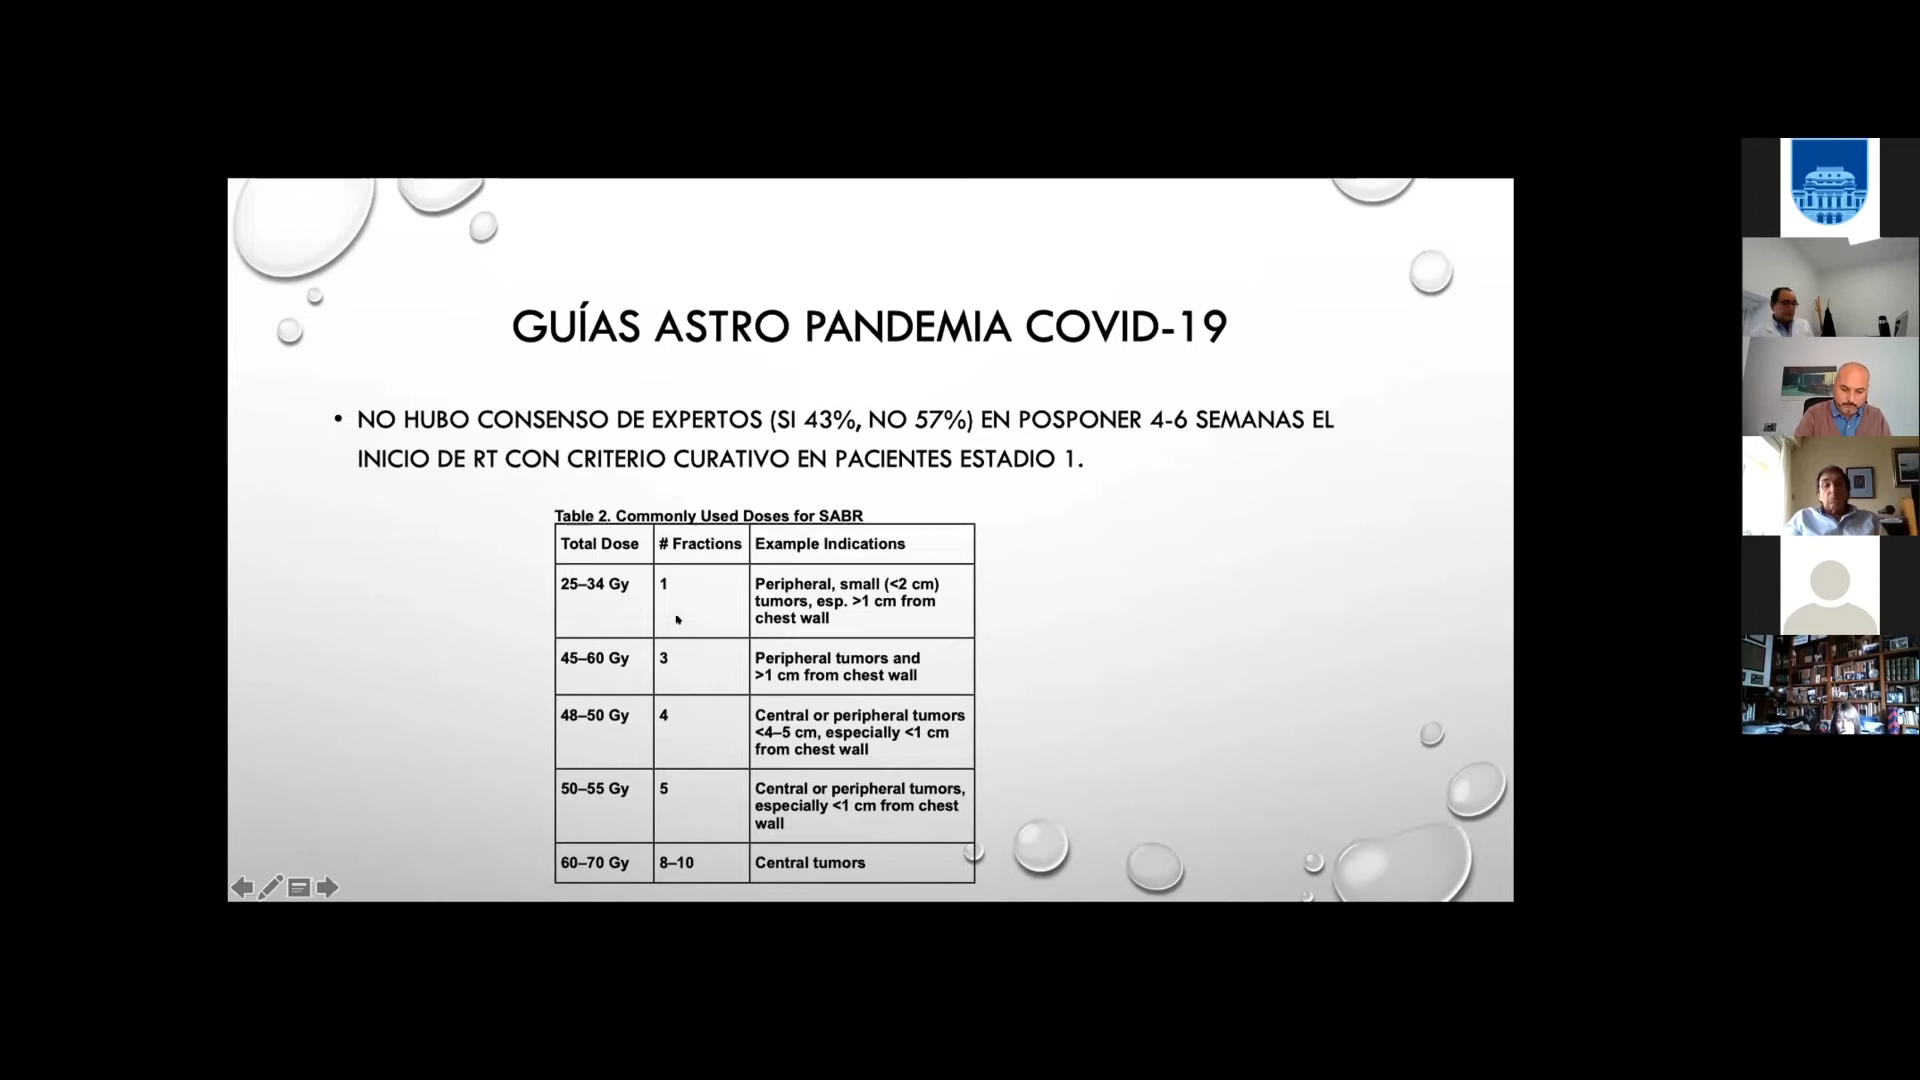 GUÍAS ASTRO PANDEMIA COVID-19
• NO HUBO CONSENSO DE EXPERTOS (SI 43%, NO 57%) EN POSPONER 4-6 SEMANAS EL
INICIO DE RT CON CRITERIO CURATIVO EN PACIENTES ESTADIO 1.
Table 2. Commonly Used Doses for SABR
Total Dose # Fractions Example Indications
25–34 Gy 1 Peripheral, small (<2 cm)
tumors, esp. >1 cm from
chest wall
45–60 Gy 3 Peripheral tumors and
>1 cm from chest wall
48–50 Gy 4 Central or peripheral tumors
<4–5 cm, especially <1 cm
from chest wall
50–55 Gy 5 Central or peripheral tumors,
especially <1 cm from chest
wall
60–70 Gy 8–10 Central tumors